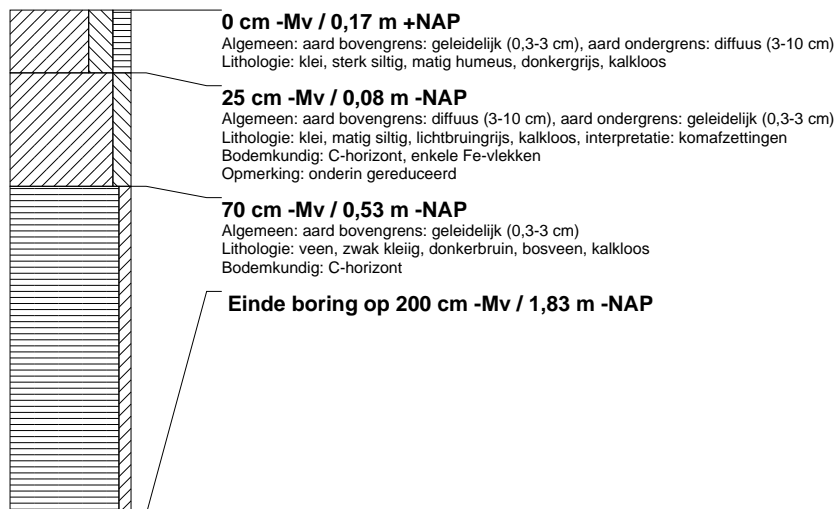 0 cm -Mv / 0,17 m +NAP
Algemeen: aard bovengrens: geleidelijk (0,3-3 cm), aard ondergrens: diffuus (3-10 cm)
Lithologie: klei, sterk siltig, matig humeus, donkergrijs, kalkloos
25 cm -Mv / 0,08 m -NAP
Algemeen: aard bovengrens: diffuus (3-10 cm), aard ondergrens: geleidelijk (0,3-3 cm)
Lithologie: klei, matig siltig, lichtbruingrijs, kalkloos, interpretatie: komafzettingen
Bodemkundig: C-horizont, enkele Fe-vlekken
Opmerking: onderin gereduceerd
70 cm -Mv / 0,53 m -NAP
Algemeen: aard bovengrens: geleidelijk (0,3-3 cm)
Lithologie: veen, zwak kleiig, donkerbruin, bosveen, kalkloos
Bodemkundig: C-horizont
Einde boring op 200 cm -Mv / 1,83 m -NAP